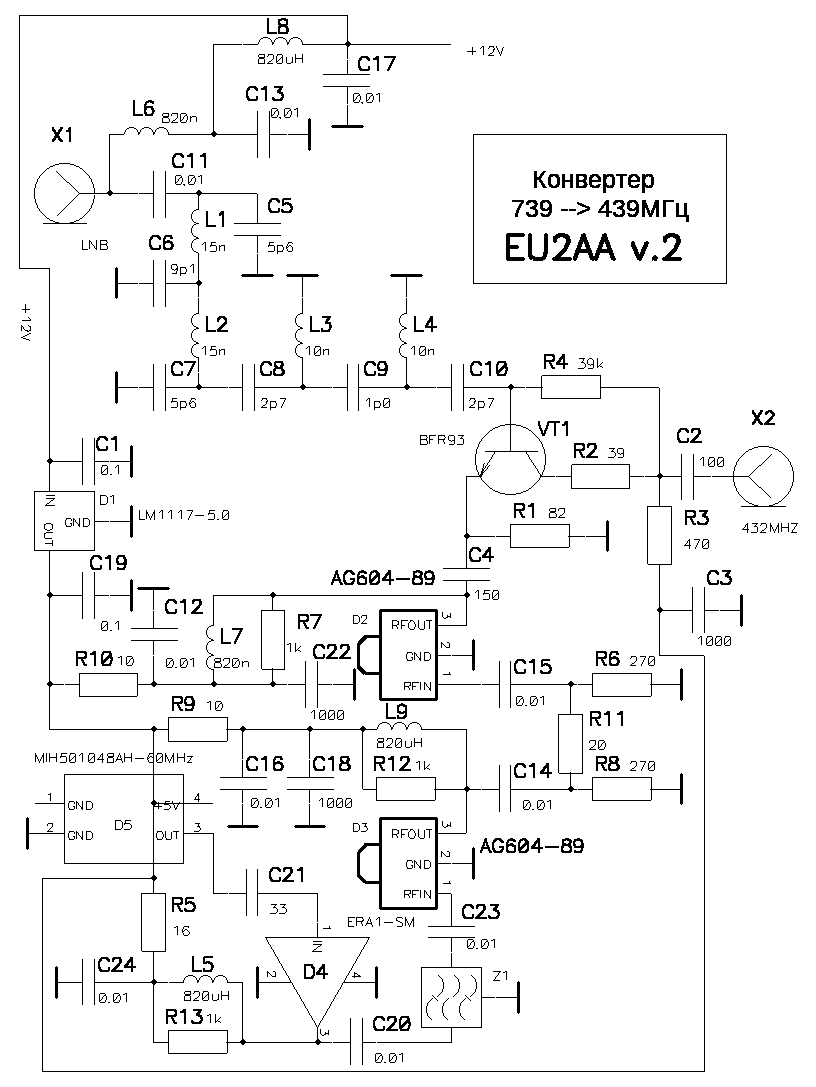 L8
820uH
+12V
C17
0.01
C13
0.01
L6 820n
X1
C11
0.01
LNB
L1
15n
C5
5p6
C6
9p1
Конвертер
739 --> 439МГц
EU2AA v.2
+12V
L2
15n
L3
10n
L4
10n
C7
5p6
C8
2p7
C9
1p0
C10
2p7
R4 39k
BFR93
VT1
R2 39
C2
100
X2
432MHZ
C1
0.1
IN
D1
GND
OUT
LM1117-5.0
R1 82
R3
470
C4
150
C19
0.1
C12
0.01
AG604-89
D2
RFOUT
3
GND
2
RFIN
1
C3
1000
L7
820n
R7
1k
C22
1000
R10 10
C15
0.01
R6 270
R9
10
L9
820uH
R11
20
MIH501048AH-60MHz
C16
0.01
C18
1000
R12 1k
C14
0.01
R8 270
1
GND
+5V
4
2
GND
D5
OUT
3
D3
RFOUT
3
GND
2
RFIN
1
AG604-89
ERA1-SM
C21
33
R5
16
C23
0.01
1
IN
D4
2
4
3
Z1
C24
0.01
L5
820uH
R13 1k
C20
0.01